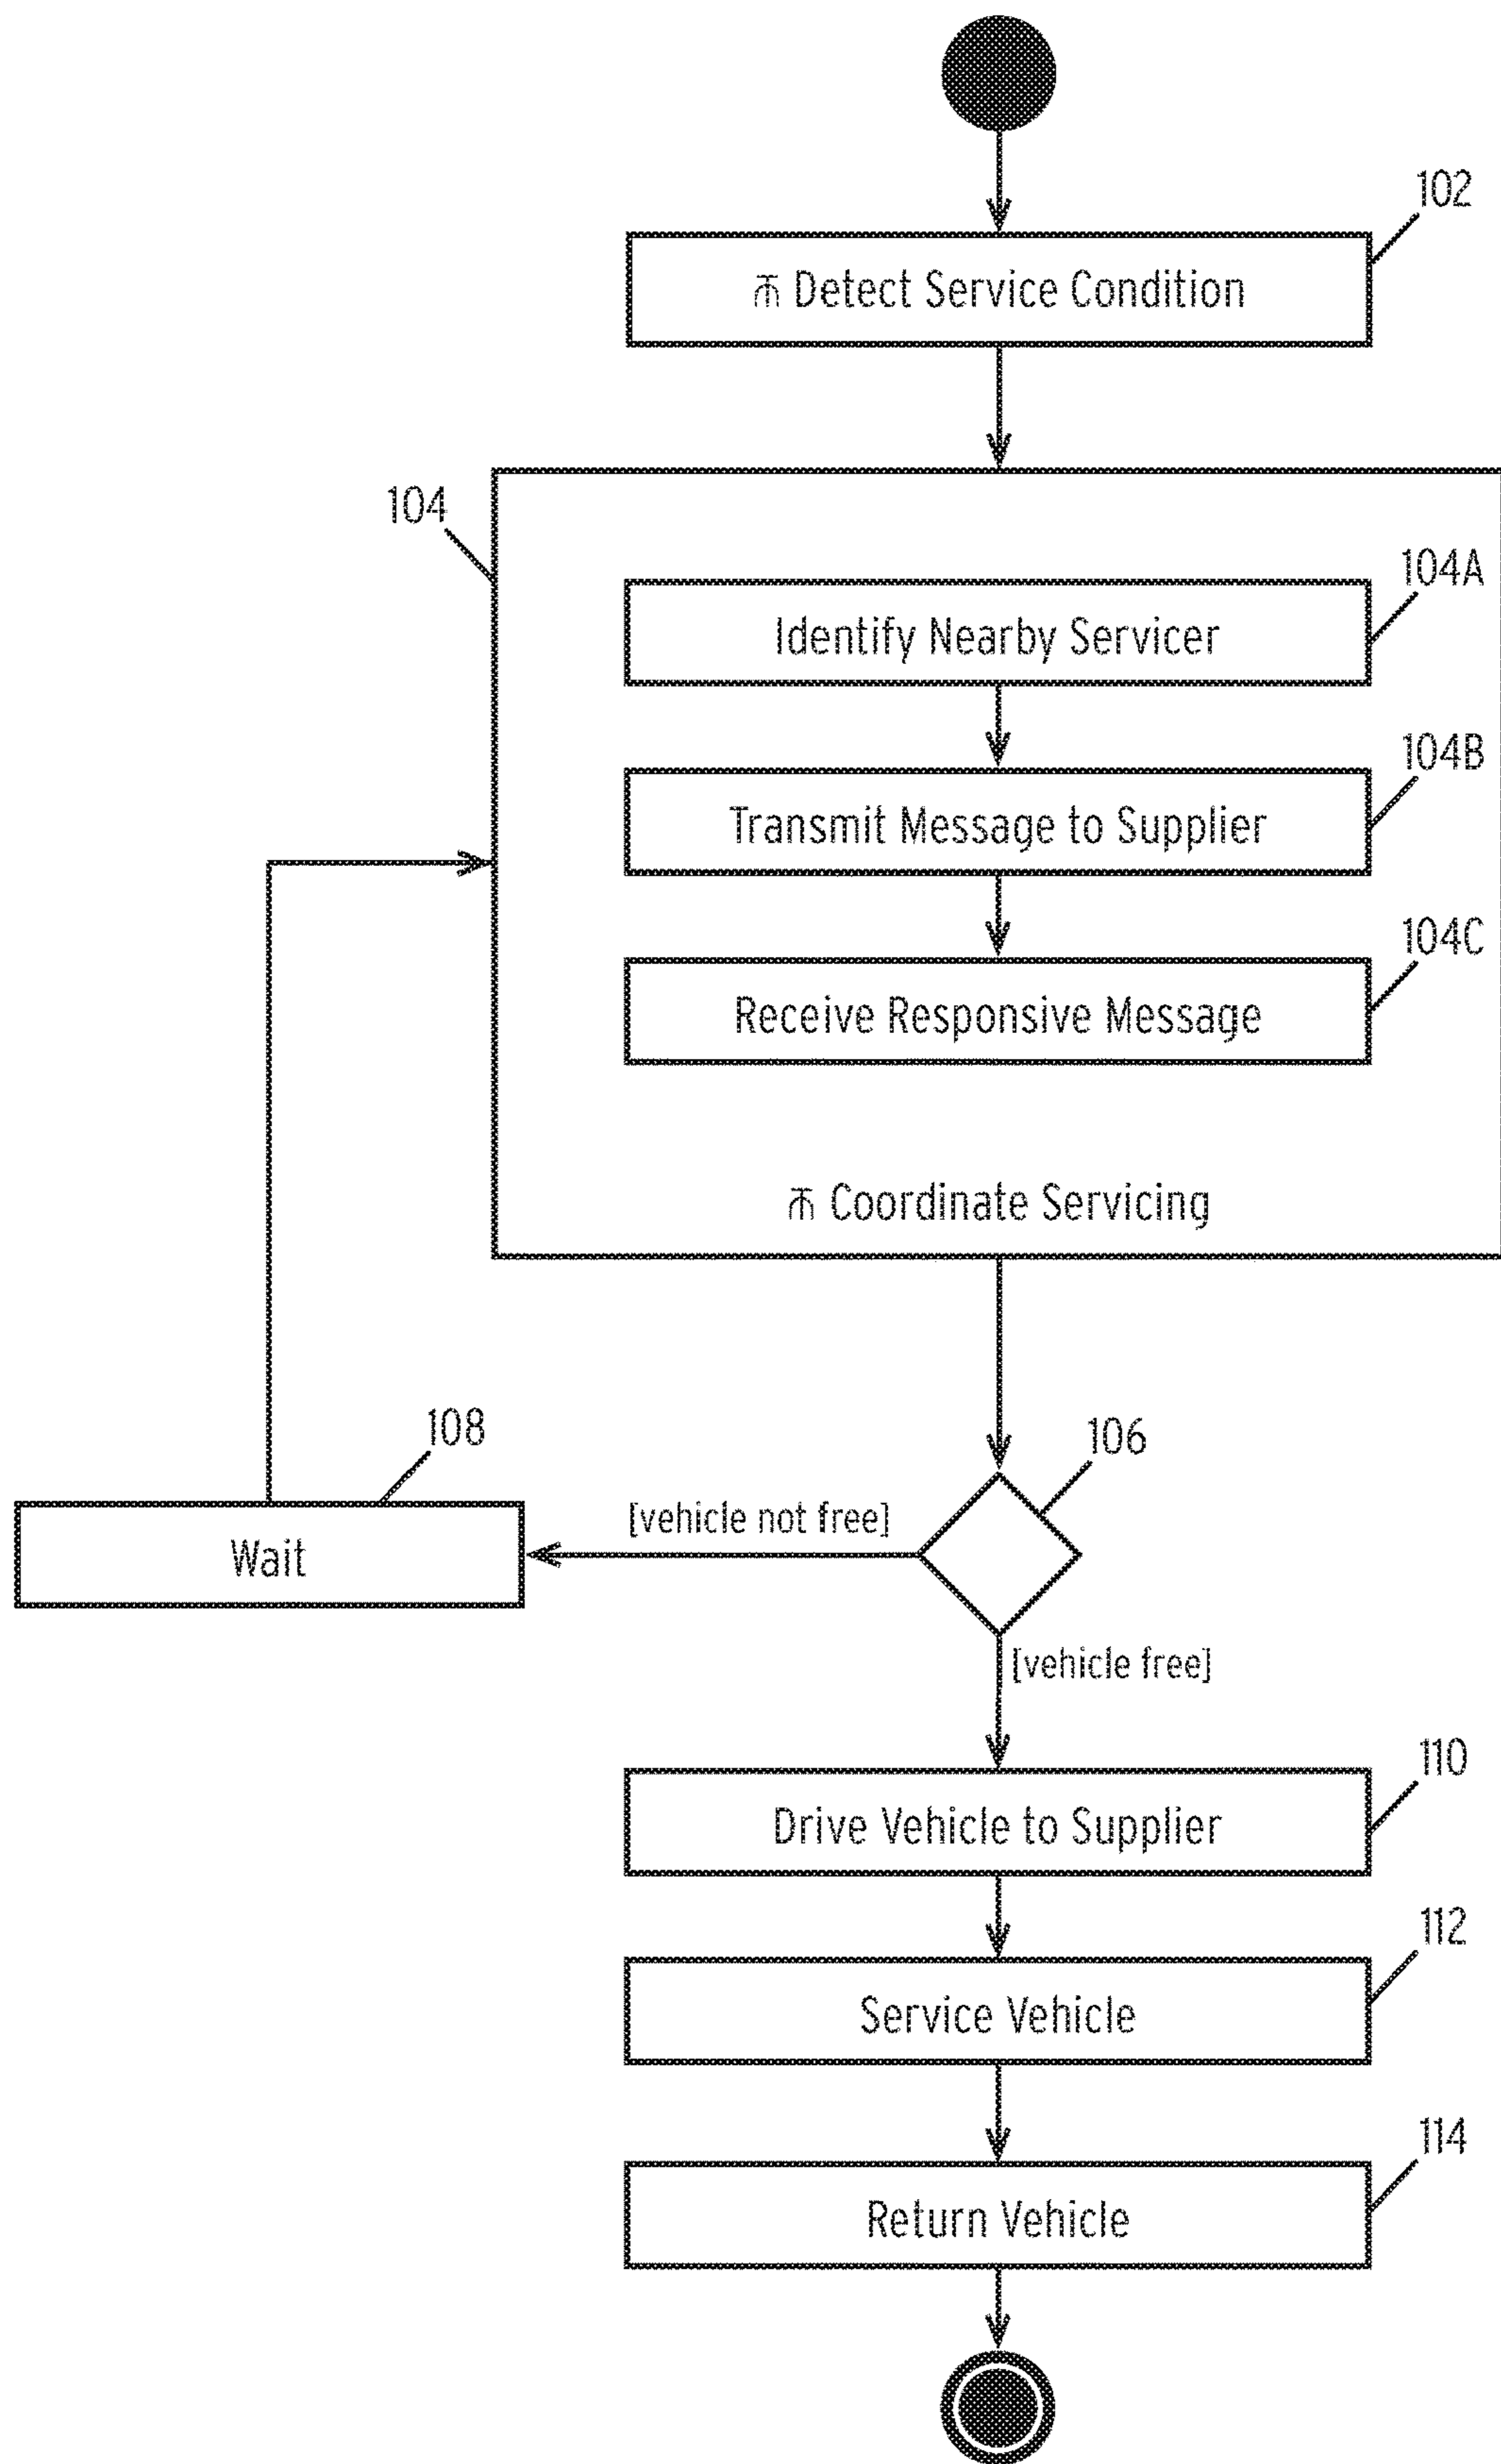 102
Detect Service Condition
104
104A
Identify Nearby Servicer
104B
Transmit Message to Supplier
104C
Receive Responsive Message
Coordinate Servicing
108
106
[vehicle not free]
Wait
[vehicle free]
110
Drive Vehicle to Supplier
112
Service Vehicle
114
Return Vehicle